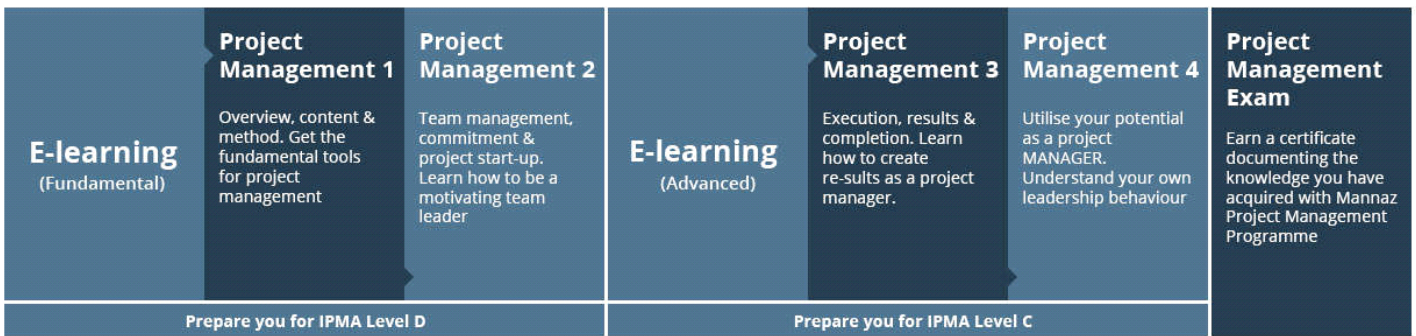 E-learning
(Fundamental)
Project
Management 1
Overview, content &
method. Get the
fundamental tools
for project
management
Project
Management 2
Team management,
commitment &
project start-up.
Learn how to be a
motivating team
leader
Prepare you for IPMA Level D
E-learning
(Advanced)
Project
Management 3
Execution, results &
completion. Learn
how to create
re-sults as a project
manager.
Project
Management 4
Utilise your potential
as a project
MANAGER.
Understand your own
leadership behaviour
Prepare you for IPMA Level C
Project
Management
Exam
Earn a certificate
documenting the
knowledge you have
acquired with Mannaz
Project Management
Programme